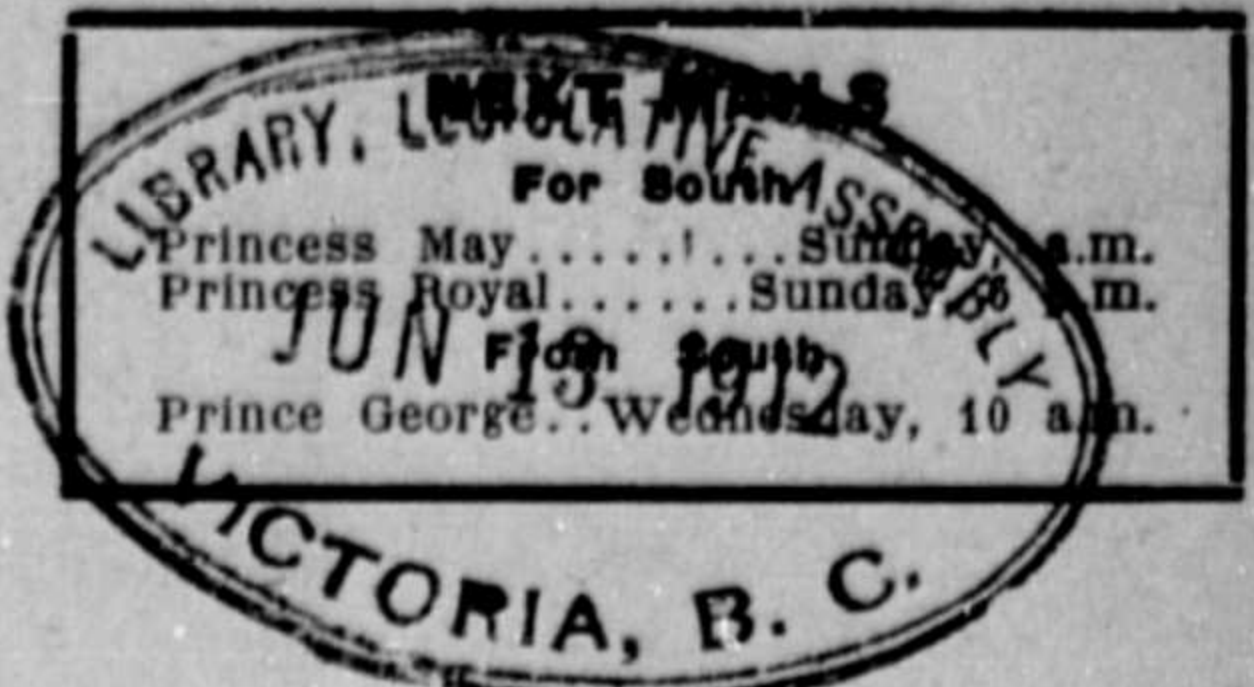 NEXT MAILS
For South
Princess May.........Sunday, a.m.
Princess Royal......Sunday, 
From South
Prince George..Wednesday, 10 a.m.
LIBRARY, LEGISLATIVE ASSEMBLY
JUN 13 1912
VICTORIA, B. C.